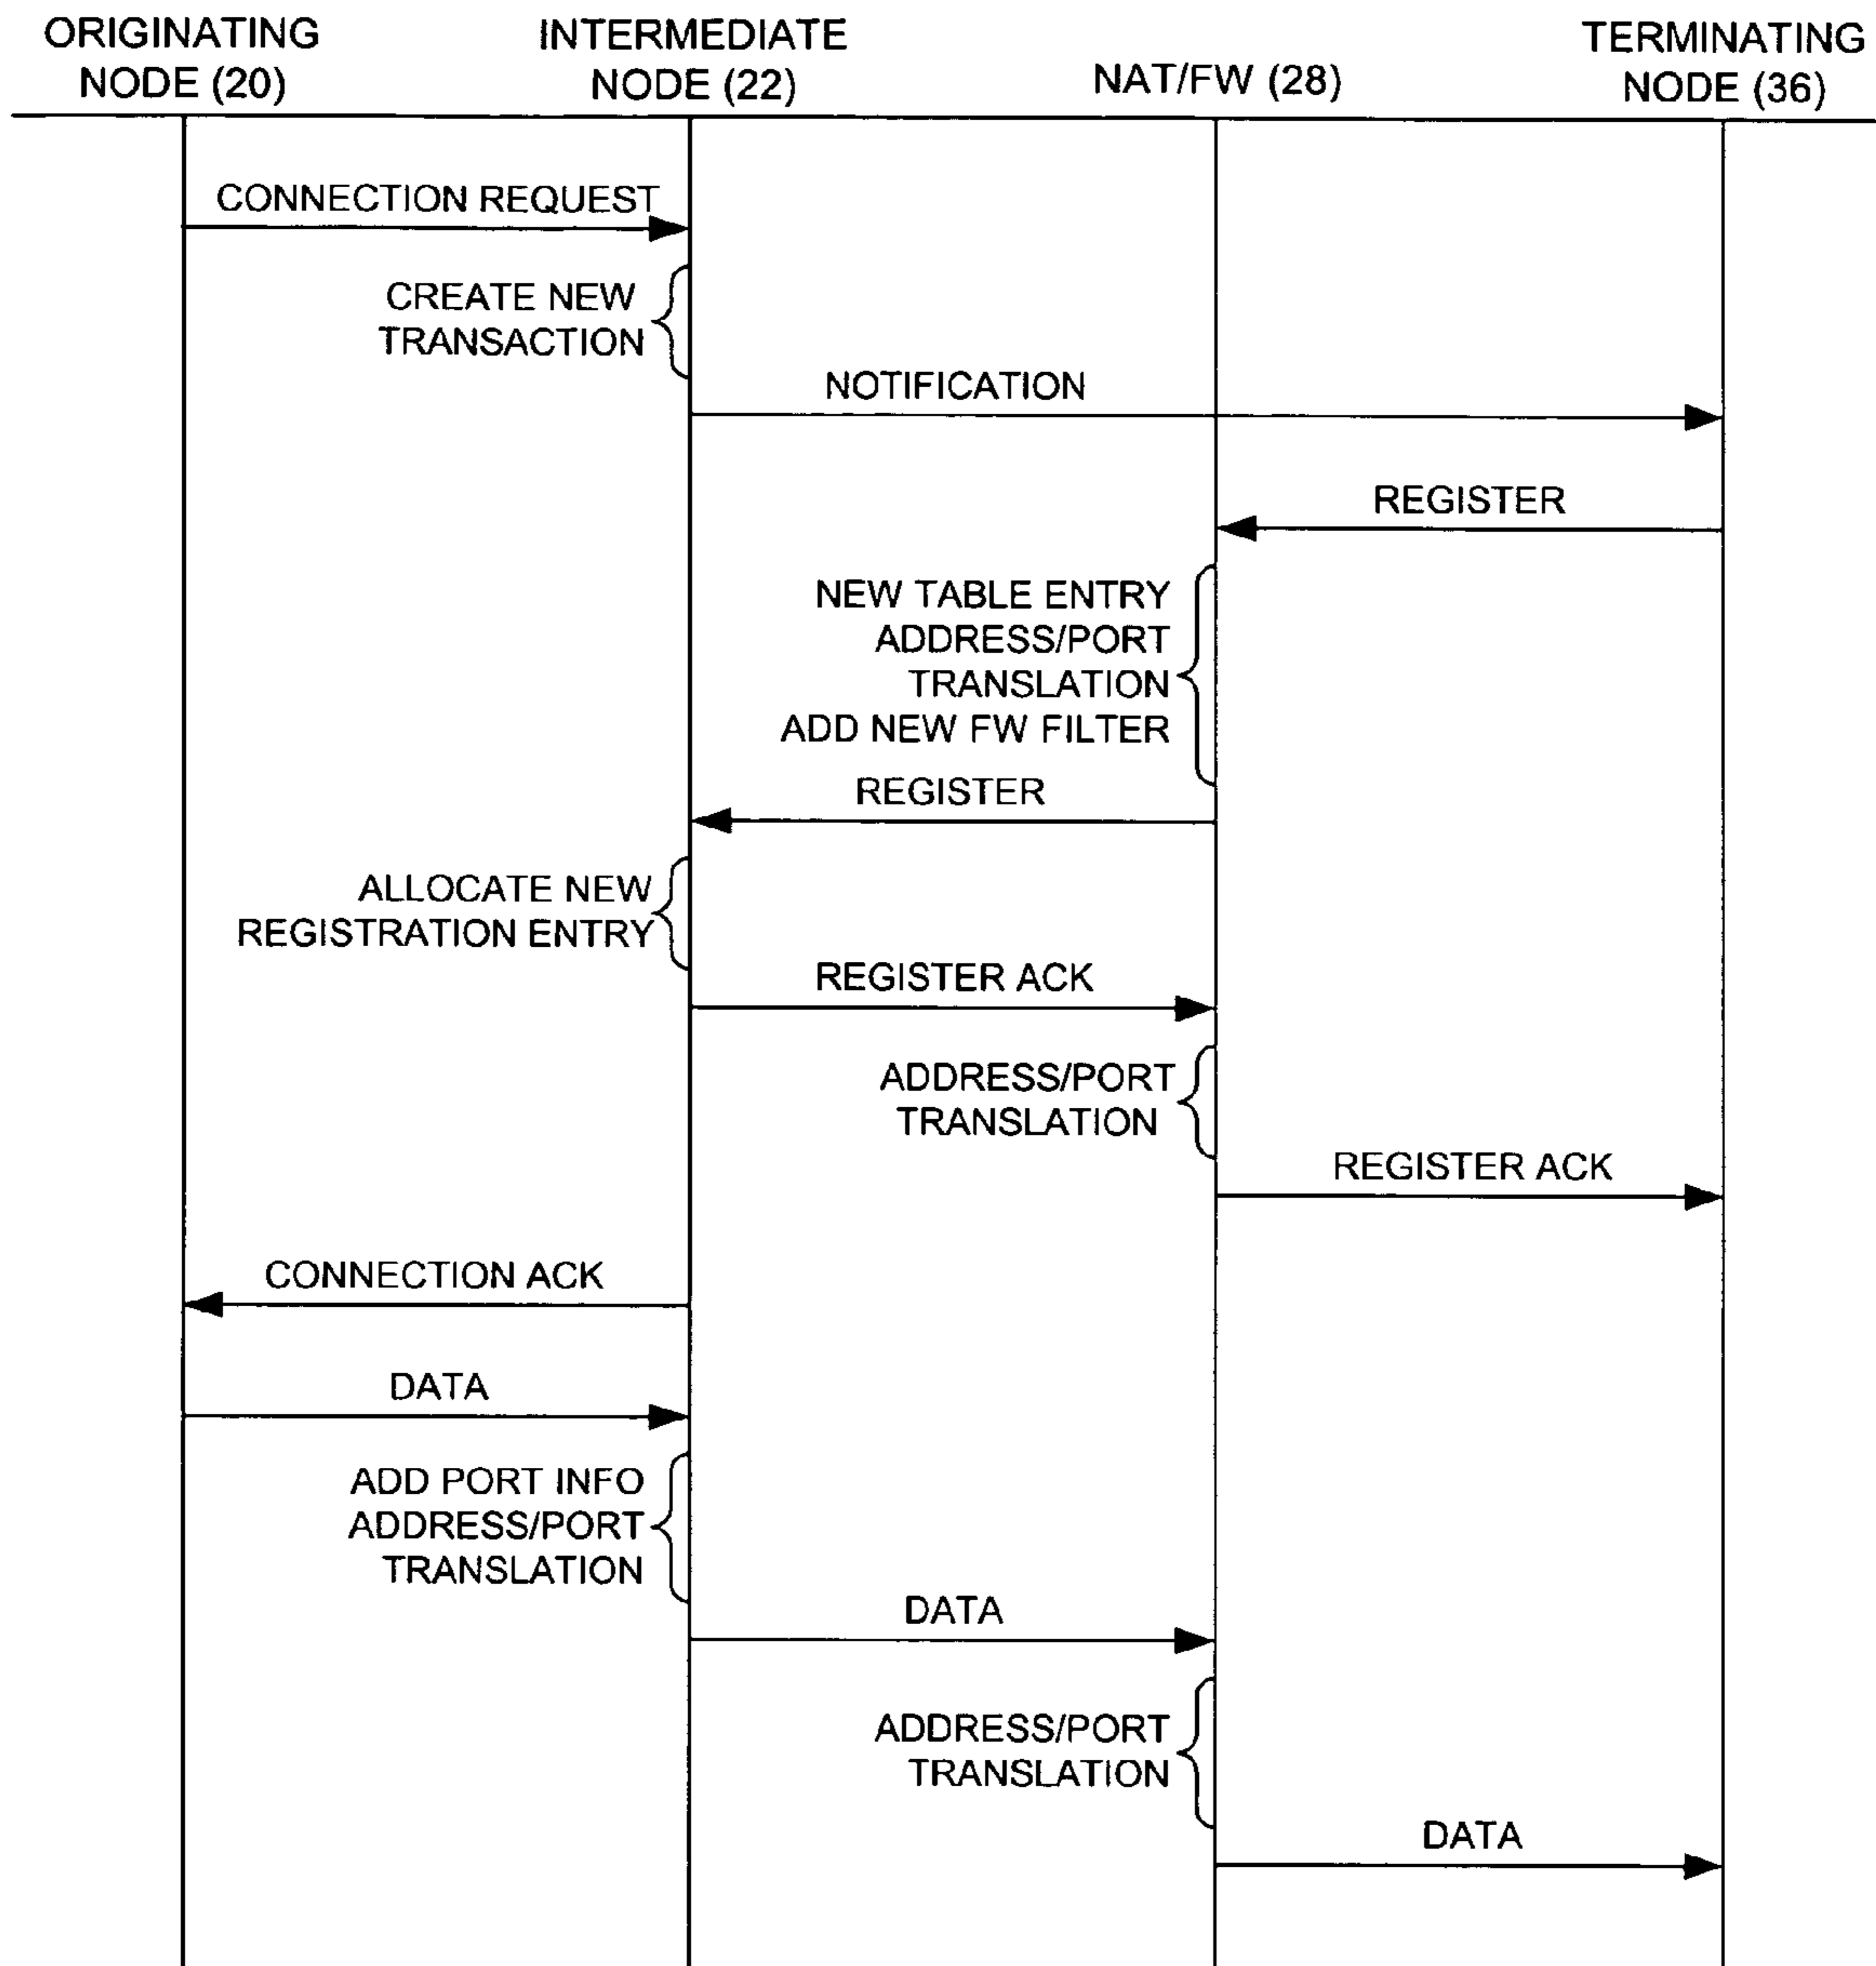 ORIGINATING
NODE (20)
INTERMEDIATE
NODE (22)
NAT/FW (28)
TERMINATING
NODE (36)
CONNECTION REQUEST
CREATE NEW
TRANSACTION
NOTIFICATION
REGISTER
NEW TABLE ENTRY
ADDRESS/PORT
TRANSLATION
ADD NEW FW FILTER
REGISTER
ALLOCATE NEW
REGISTRATION ENTRY
REGISTER ACK
ADDRESS/PORT
TRANSLATION
REGISTER ACK
CONNECTION ACK
DATA
ADD PORT INFO
ADDRESS/PORT
TRANSLATION
DATA
ADDRESS/PORT
TRANSLATION
DATA